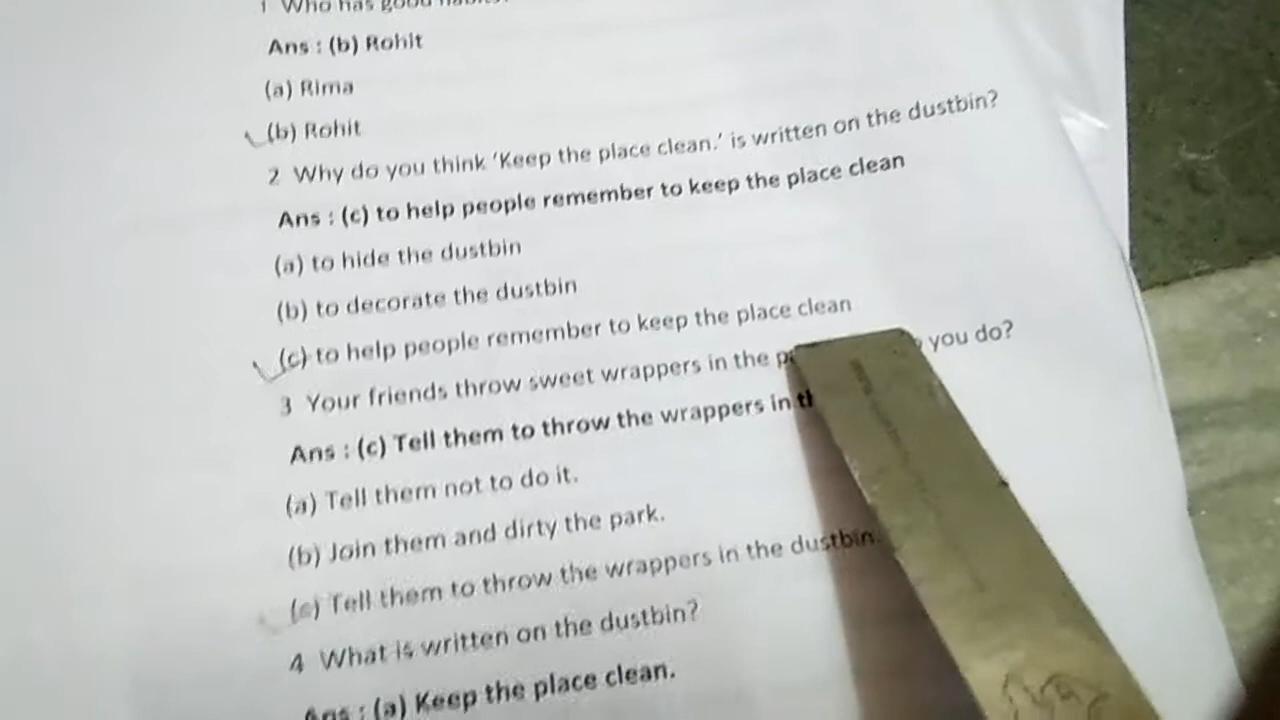 1 Who has good habits?
Ans : (b) Rohit
(a) Rima
(b) Rohit
2 Why do you think 'Keep the place clean.' is written on the dustbin?
Ans : (c) to help people remember to keep the place clean
(a) to hide the dustbin
(b) to decorate the dustbin
(c) to help people remember to keep the place clean
3 Your friends throw sweet wrappers in the you do?
Ans : (c) Tell them to throw the wrappers in
(a) Tell them not to do it.
(b) Join them and dirty the park.
(c) Tell them to throw the wrappers in the dustbin.
4 What is written on the dustbin?
Ans : (a) Keep the place clean.